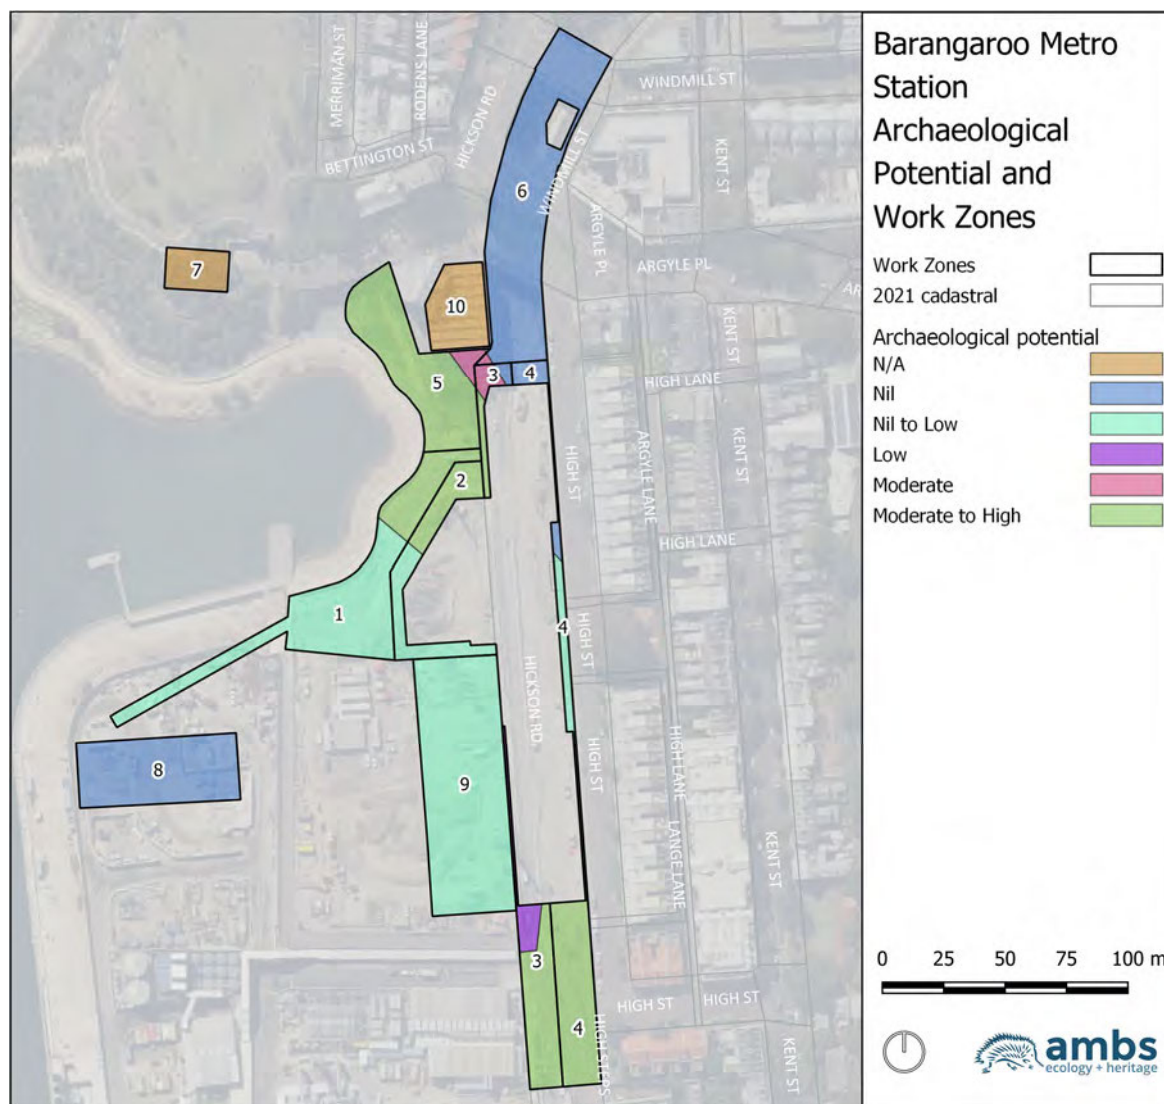 Barangaroo Metro
Station
Archaeological
Potential and
Work Zones
Work Zones
2021 cadastral
Archaeological potential
N/A
Nil
Nil to Low
Low
Moderate
Moderate to High
0 25 50 75 100 m
ambs
ecology + heritage
MERRIMAN ST
RODENS LANE
HICKSON RD
BETTINGTON ST
WINDMILL ST
KENT ST
WINDMILL ST
6
ARGYLE PL
ARGYLE PL
AR
7
10
KENT ST
5
3
4
HIGH LANE
HIGH ST
ARGYLE LANE
KENT ST
2
HIGH LANE
1
4
HIGH ST
HICKSON RD
8
9
HIGH ST
HIGH LANE
LANGE LANE
KENT ST
3
4
HIGH ST
HIGH ST
HIGH STEPS
KENT ST